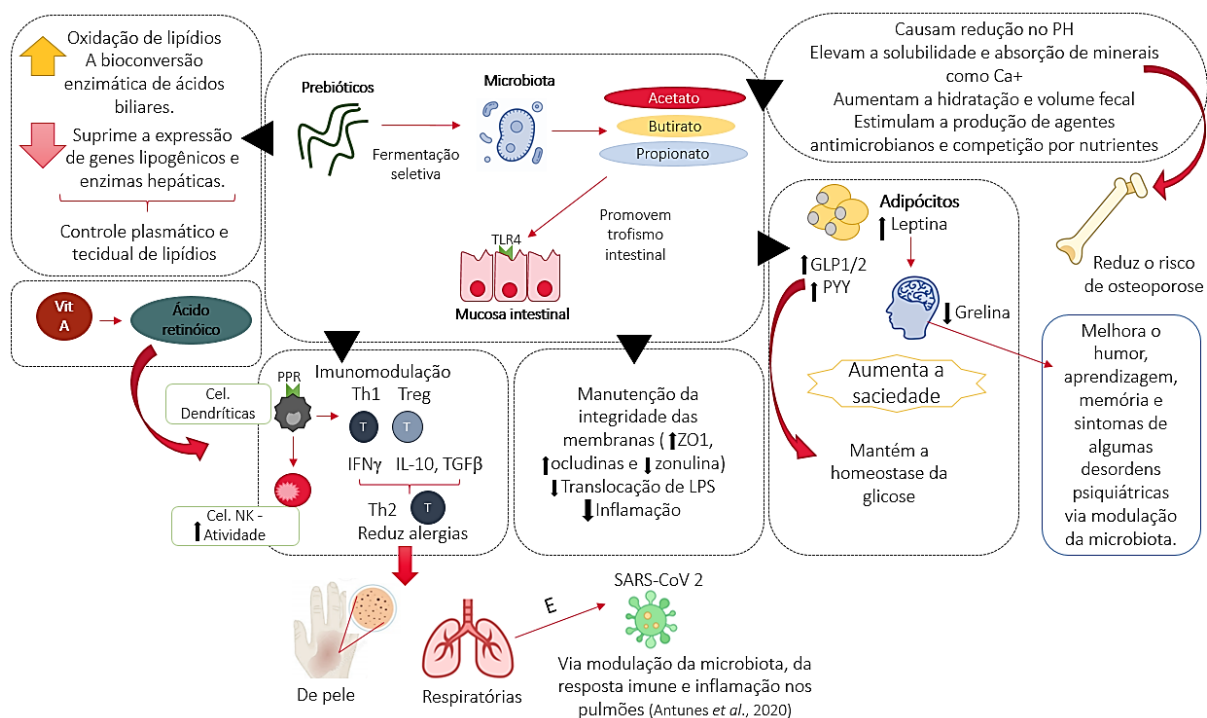 Oxidação de lipídios
A bioconversão
enzimática de ácidos
biliares.
Suprime a expressão
de genes lipogênicos e
enzimas hepáticas.
Controle plasmático e
tecidual de lipídios
Prebióticos
Fermentação
seletiva
Microbiota
Acetato
Butirato
Propionato
Promovem
trofismo
intestinal
TLR4
Mucosa intestinal
Causam redução no PH
Elevam a solubilidade e absorção de minerais
como Ca+
Aumentam a hidratação e volume fecal
Estimulam a produção de agentes
antimicrobianos e competição por nutrientes
Reduz o risco
de osteoporose
Adipócitos
Leptina
GLP1/2
PYY
Grelina
Aumenta a
saciedade
Mantém a
homeostase da
glicose
Melhora o
humor,
aprendizagem,
memória e
sintomas de
algumas
desordens
psiquiátricas
via modulação
da microbiota.
Vit
A
Ácido
retinóico
Imunomodulação
PPR
Cel.
Dendríticas
Th1
Treg
T
T
IFNγ
IL-10, TGFβ
Th2
T
Reduz alergias
Cel. NK -
Atividade
Manutenção da
integridade das
membranas (⬆ZO1,
⬆ocludinas e ⬇zonulina)
⬇Translocação de LPS
⬇Inflamação
De pele
Respiratórias
E
SARS-CoV 2
Via modulação da microbiota, da
resposta imune e inflamação nos
pulmões (Antunes et al., 2020)